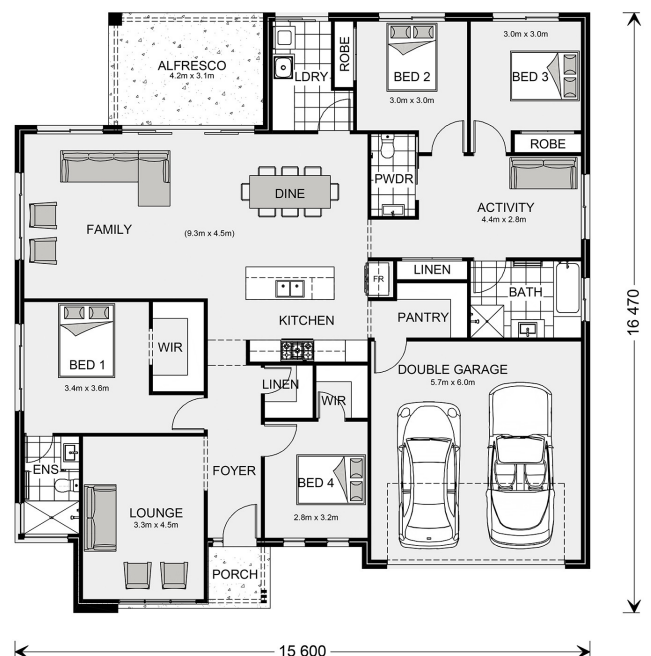 3.0m x 3.0m
ROBE
ALFRESCO
4.2m x 3.1m
LDRY
BED 2
3.0m x 3.0m
BED 3
ROBE
PWDR
DINE
ACTIVITY
4.4m x 2.8m
FAMILY
(9.3m x 4.5m)
FR
LINEN
BATH
16 470
KITCHEN
PANTRY
WIR
BED 1
3.4m x 3.6m
DOUBLE GARAGE
5.7m x 6.0m
LINEN
WIR
ENS
FOYER
BED 4
2.8m x 3.2m
LOUNGE
3.3m x 4.5m
PORCH
15 600